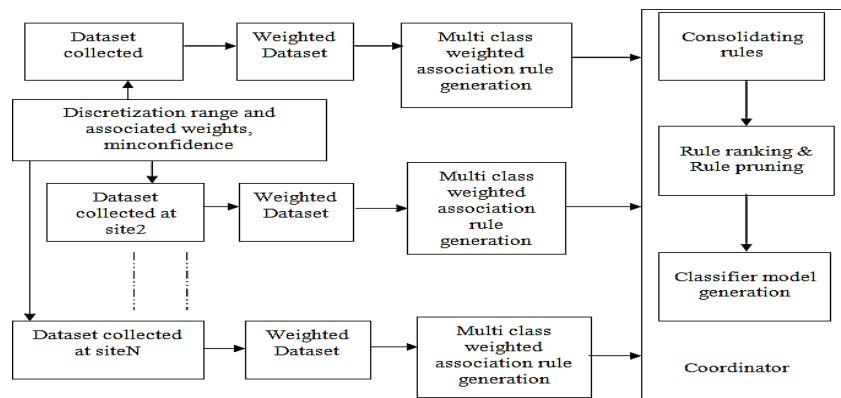 Dataset
collected
Weighted
Dataset
Multi class
weighted
association rule
generation
Consolidating
rules
Discretization range and
associated weights,
minconfidence
Rule ranking &
Rule pruning
Dataset
collected at
site2
Weighted
Dataset
Multi class
weighted
association
rule
generation
Classifier model
generation
Dataset collected
at siteN
Weighted
Dataset
Multi class
weighted
association rule
generation
Coordinator